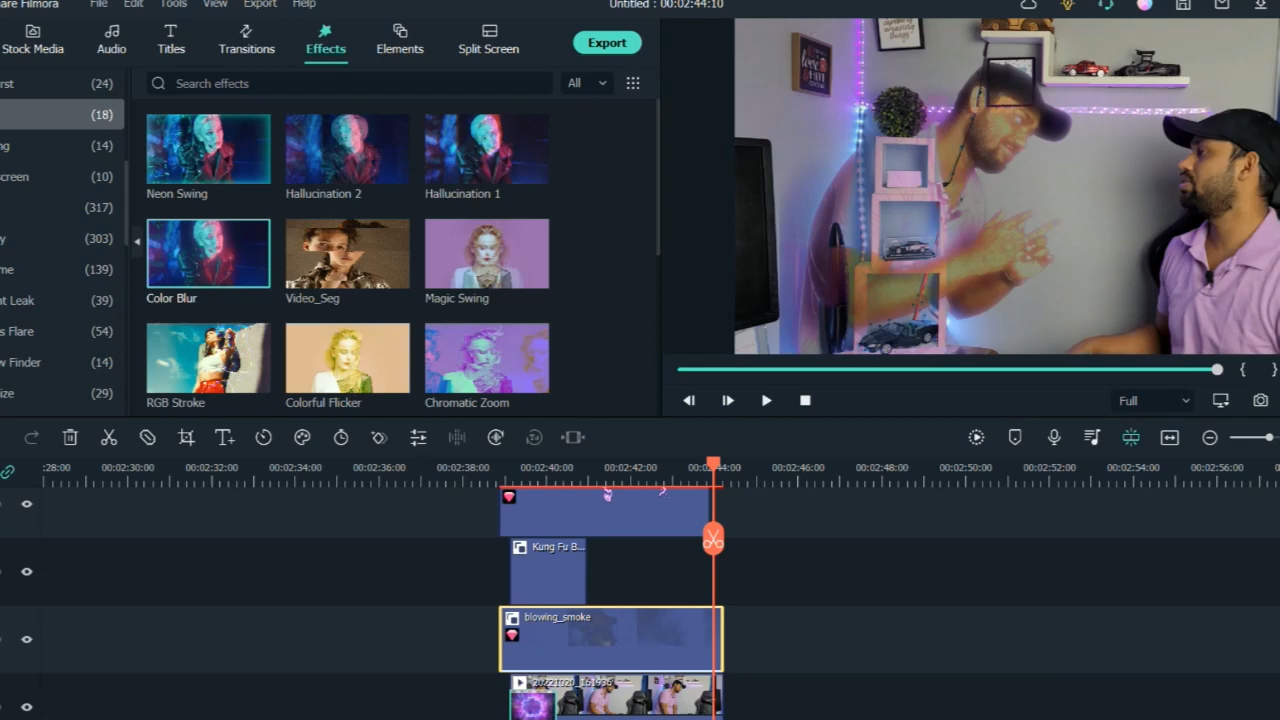 are Filmora File Edit Tools View Export Help Untitled : 00:02:44:10
Stock Media Audio Titles Transitions Effects Elements Split Screen Export
rst (24)
(18)
ng (14)
creen (10)
(317)
y (303)
me (139)
nt Leak (39)
s Flare (54)
w Finder (14)
ize (29)
Search effects All
Neon Swing Hallucination 2 Hallucination 1
Color Blur Video_Seg Magic Swing
RGB Stroke Colorful Flicker Chromatic Zoom
Full
:28:00 00:02:30:00 00:02:32:00 00:02:34:00 00:02:36:00 00:02:38:00 00:02:40:00 00:02:42:00 00:02:44:00 00:02:46:00 00:02:48:00 00:02:50:00 00:02:52:00 00:02:54:00 00:02:56:00
Kung Fu B...
blowing_smoke
20221020_161936